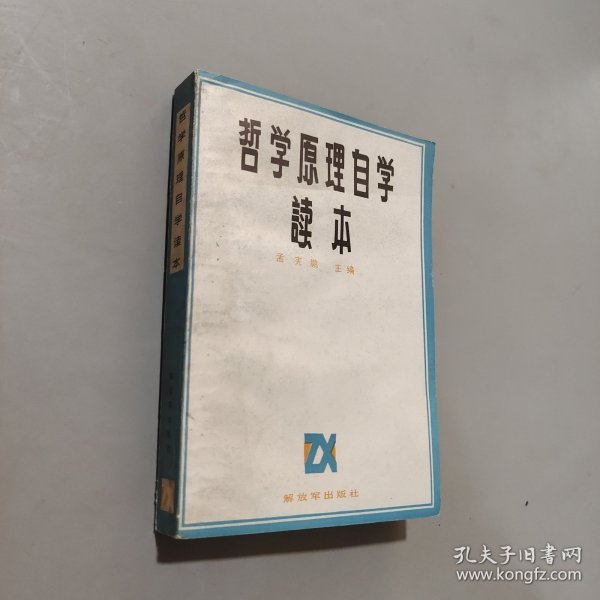 哲学原理自学
读本
孟宪鹏 主编
ZX
解放军出版社
哲学原理自学读本
ZX
孔夫子旧书网
www.kongfz.com